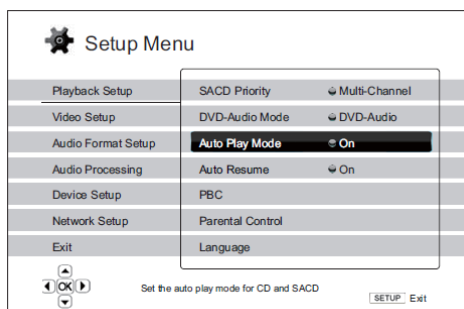 Setup Menu
Playback Setup SACD Priority Multi-Channel
Video Setup DVD-Audio Mode DVD-Audio
Audio Format Setup Auto Play Mode On
Audio Processing Auto Resume On
Device Setup PBC
Network Setup Parental Control
Exit Language
OK Set the auto play mode for CD and SACD
SETUP Exit